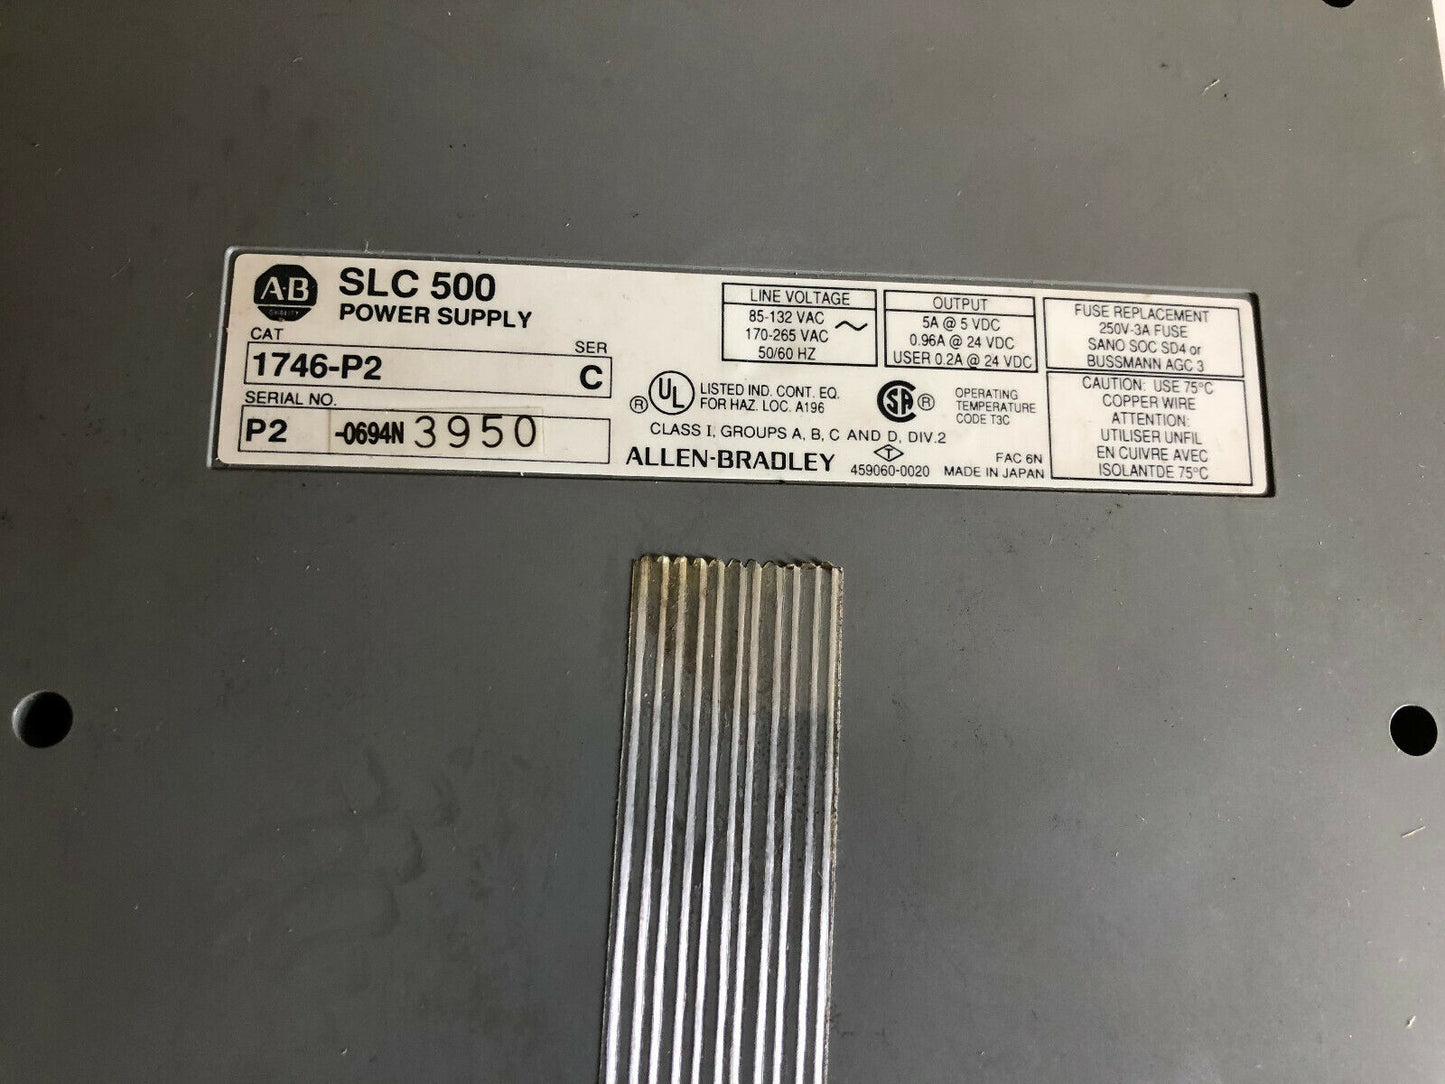 A·B
QUALITY
SLC 500
POWER SUPPLY
CAT
SER
1746-P2
C
SERIAL NO.
P2 -0694N 3950
LINE VOLTAGE
85-132 VAC
170-265 VAC
50/60 HZ
OUTPUT
5A @ 5 VDC
0.96A @ 24 VDC
USER 0.2A @ 24 VDC
FUSE REPLACEMENT
250V-3A FUSE
SANO SOC SD4 or
BUSSMANN AGC 3
® UL LISTED IND. CONT. EQ.
FOR HAZ. LOC. A196
SA ®
OPERATING
TEMPERATURE
CODE T3C
CLASS I, GROUPS A, B, C AND D, DIV.2
ALLEN-BRADLEY
T
459060-0020
FAC 6N
MADE IN JAPAN
CAUTION: USE 75°C
COPPER WIRE
ATTENTION:
UTILISER UNFIL
EN CUIVRE AVEC
ISOLANTDE 75°C